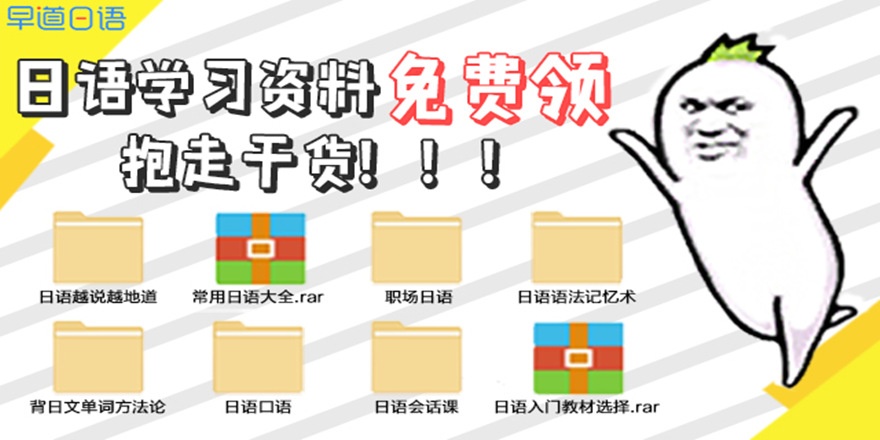 早道日语
日语学习资料免费领
抱走干货！！！
日语越说越地道
常用日语大全.rar
职场日语
日语语法记忆术
背日文单词方法论
日语口语
日语会话课
日语入门教材选择.rar